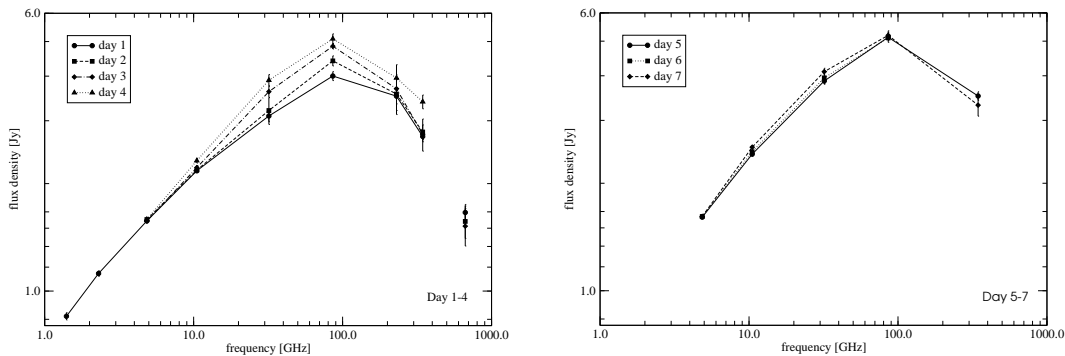 6.0
day 1
day 2
day 3
day 4
flux density [Jy]
1.0
Day 1-4
1.0 10.0 100.0 1000.0
frequency [GHz]
6.0
day 5
day 6
day 7
flux density [Jy]
1.0
Day 5-7
1.0 10.0 100.0 1000.0
frequency [GHz]